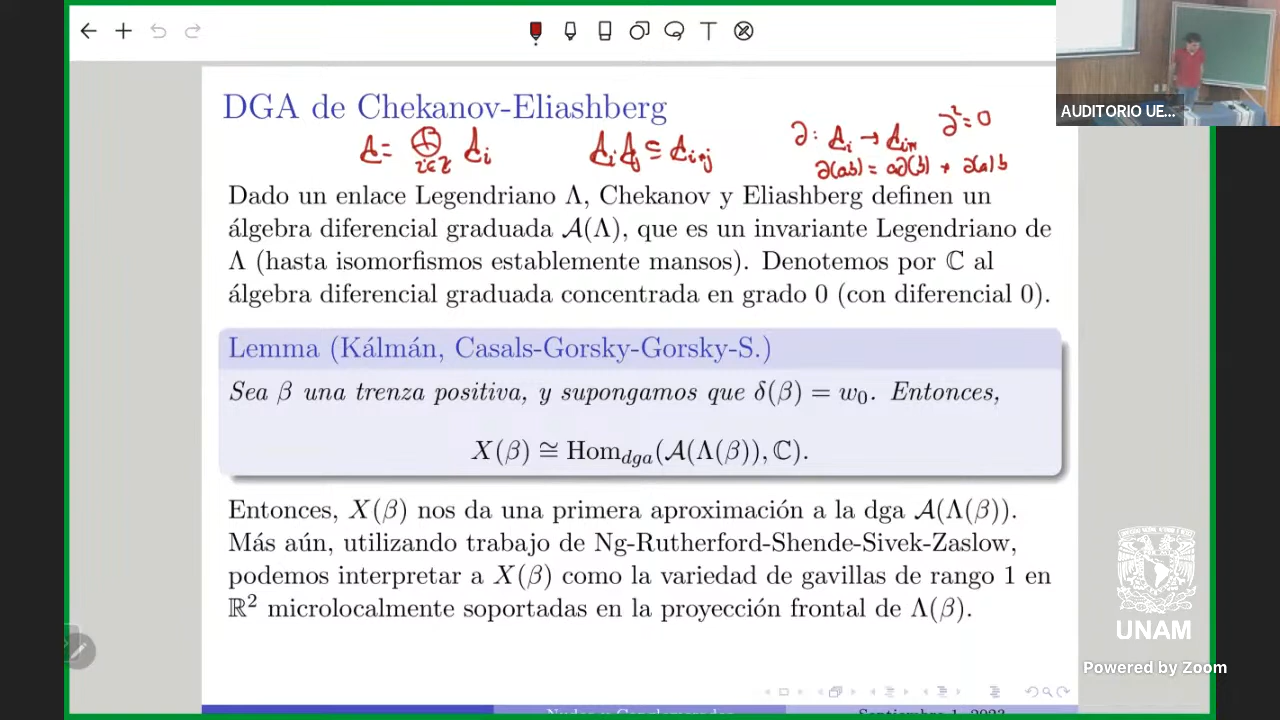 AUDITORIO UE...
DGA de Chekanov-Eliashberg
A = ⊕ A_i
i∈ℤ
A_i A_j ⊆ A_{i+j}
∂²=0
∂(ab) = a∂(b) + ∂(a)b
Dado un enlace Legendriano Λ, Chekanov y Eliashberg definen un
álgebra diferencial graduada 𝒜(Λ), que es un invariante Legendriano de
Λ (hasta isomorfismos establemente mansos). Denotemos por ℂ al
álgebra diferencial graduada concentrada en grado 0 (con diferencial 0).
Lemma (Kálmán, Casals-Gorsky-Gorsky-S.)
Sea β una trenza positiva, y supongamos que δ(β) = w₀. Entonces,
X(β) ≅ Hom_{dga}(𝒜(Λ(β)), ℂ).
Entonces, X(β) nos da una primera aproximación a la dga 𝒜(Λ(β)).
Más aún, utilizando trabajo de Ng-Rutherford-Shende-Sivek-Zaslow,
podemos interpretar a X(β) como la variedad de gavillas de rango 1 en
ℝ² microlocalmente soportadas en la proyección frontal de Λ(β).
UNAM
Powered by Zoom